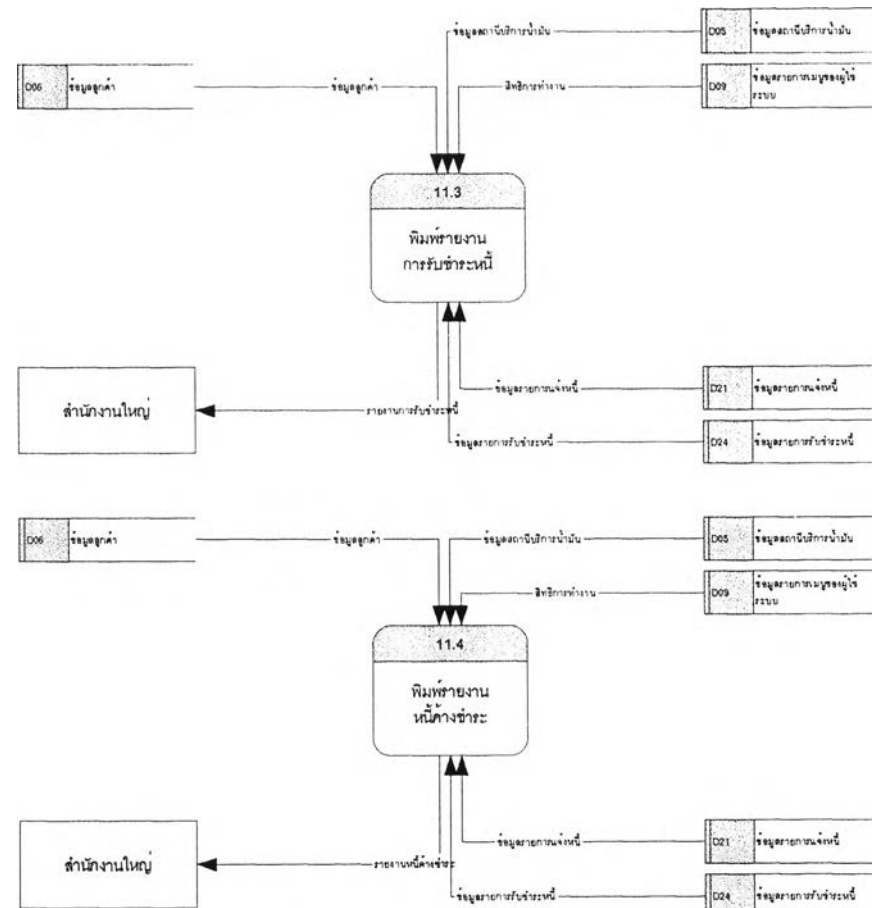 ข้อมูลสถานีบริการน้ำมัน
D05 ข้อมูลสถานีบริการน้ำมัน
D06 ข้อมูลลูกค้า
ข้อมูลลูกค้า
สิทธิการทำงาน
D09 ข้อมูลรายการเมนูของผู้ใช้
ระบบ
11.3
พิมพ์รายงาน
การรับชำระหนี้
สำนักงานใหญ่
รายงานการรับชำระหนี้
ข้อมูลรายการแจ้งหนี้
D21 ข้อมูลรายการแจ้งหนี้
ข้อมูลรายการรับชำระหนี้
D24 ข้อมูลรายการรับชำระหนี้
D06 ข้อมูลลูกค้า
ข้อมูลลูกค้า
ข้อมูลสถานีบริการน้ำมัน
D05 ข้อมูลสถานีบริการน้ำมัน
สิทธิการทำงาน
D09 ข้อมูลรายการเมนูของผู้ใช้
ระบบ
11.4
พิมพ์รายงาน
หนี้ค้างชำระ
สำนักงานใหญ่
รายงานหนี้ค้างชำระ
ข้อมูลรายการแจ้งหนี้
D21 ข้อมูลรายการแจ้งหนี้
ข้อมูลรายการรับชำระหนี้
D24 ข้อมูลรายการรับชำระหนี้